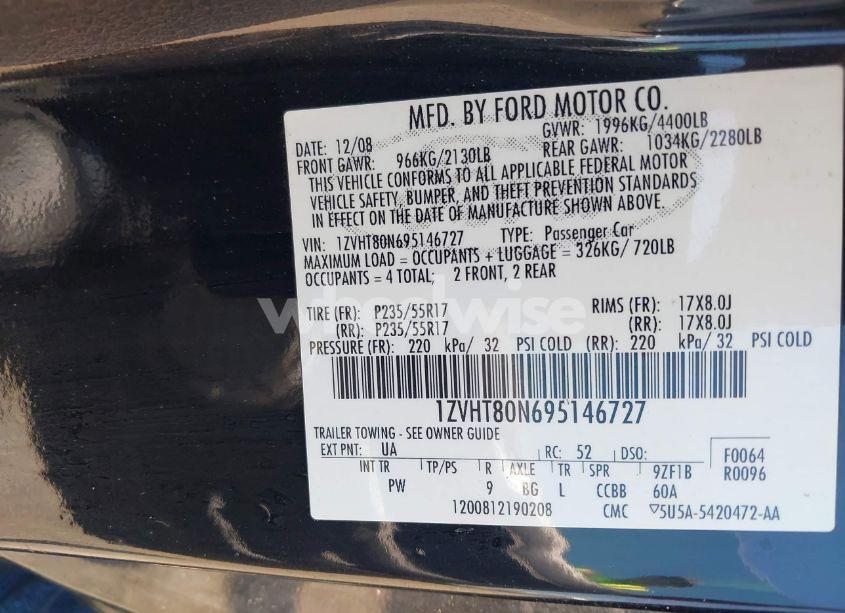 MFD. BY FORD MOTOR CO.
DATE: 12/08 GVWR: 1996KG/4400LB
FRONT GAWR: 966KG/2130LB REAR GAWR: 1034KG/2280LB
THIS VEHICLE CONFORMS TO ALL APPLICABLE FEDERAL MOTOR
VEHICLE SAFETY, BUMPER, AND THEFT PREVENTION STANDARDS
IN EFFECT ON THE DATE OF MANUFACTURE SHOWN ABOVE.
VIN: 1ZVHT80N695146727 TYPE: Passenger Car
MAXIMUM LOAD = OCCUPANTS + LUGGAGE = 326KG/ 720LB
OCCUPANTS = 4 TOTAL; 2 FRONT, 2 REAR
wheelwise
TIRE (FR): P235/55R17 RIMS (FR): 17X8.0J
(RR): P235/55R17 (RR): 17X8.0J
PRESSURE (FR): 220 kPa/ 32 PSI COLD (RR): 220 kPa/ 32 PSI COLD
1ZVHT80N695146727
TRAILER TOWING - SEE OWNER GUIDE
EXT PNT: UA RC: 52 DSO: F0064
INT TR TP/PS R AXLE TR SPR 9ZF1B R0096
PW 9 BG L CCBB 60A
1200812190208 CMC ▽5U5A-5420472-AA